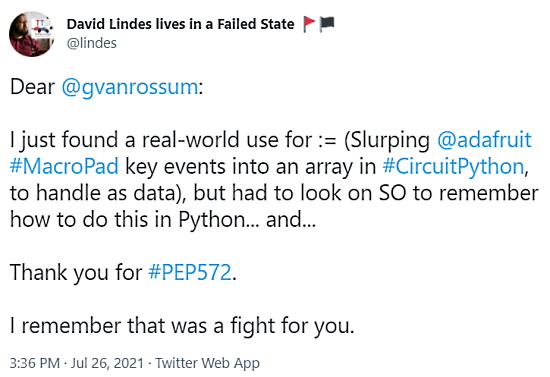 David Lindes lives in a Failed State 🚩🏴
@lindes
Dear @gvanrossum:
I just found a real-world use for := (Slurping @adafruit
#MacroPad key events into an array in #CircuitPython,
to handle as data), but had to look on SO to remember
how to do this in Python... and...
Thank you for #PEP572.
I remember that was a fight for you.
3:36 PM · Jul 26, 2021 · Twitter Web App